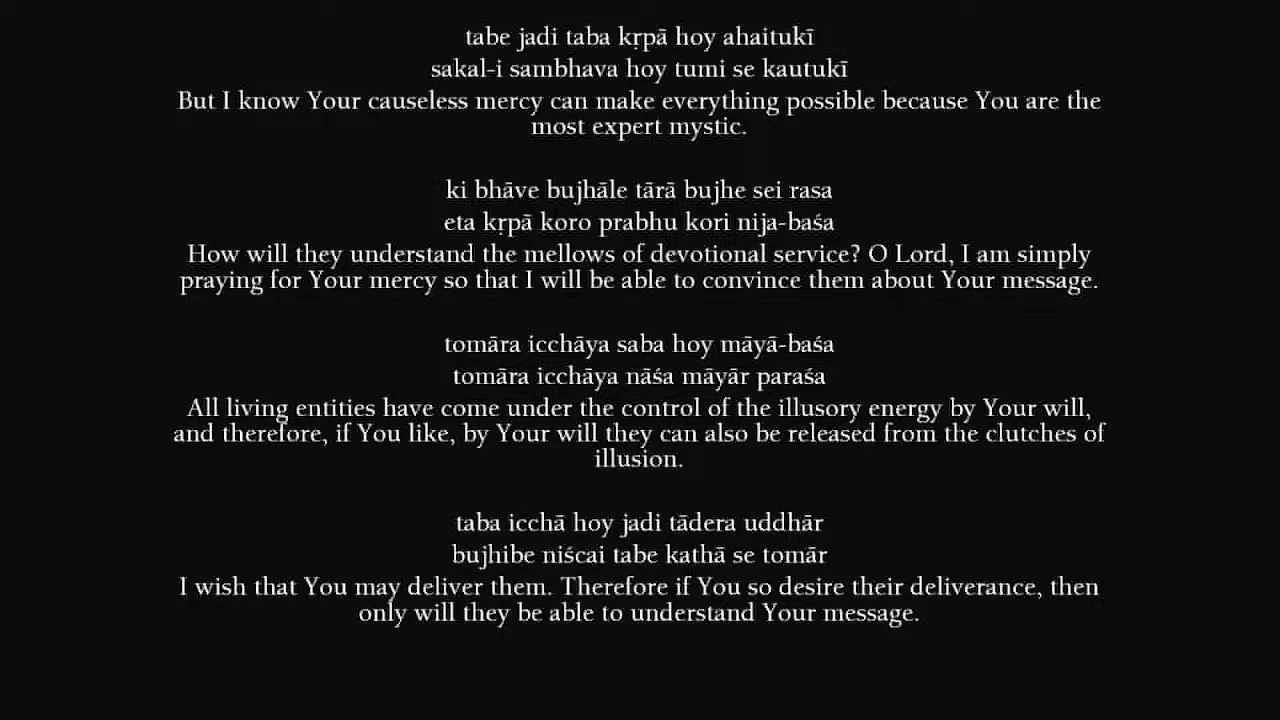 tabe jadi taba kṛpā hoy ahaitukī
sakal-i sambhava hoy tumi se kautukī
But I know Your causeless mercy can make everything possible because You are the
most expert mystic.
ki bhāve bujhāle tārā bujhe sei rasa
eta kṛpā koro prabhu kori nija-baśa
How will they understand the mellows of devotional service? O Lord, I am simply
praying for Your mercy so that I will be able to convince them about Your message.
tomāra icchāya saba hoy māyā-baśa
tomāra icchāya nāśa māyār paraśa
All living entities have come under the control of the illusory energy by Your will,
and therefore, if You like, by Your will they can also be released from the clutches of
illusion.
taba icchā hoy jadi tādera uddhār
bujhibe niścai tabe kathā se tomār
I wish that You may deliver them. Therefore if You so desire their deliverance, then
only will they be able to understand Your message.